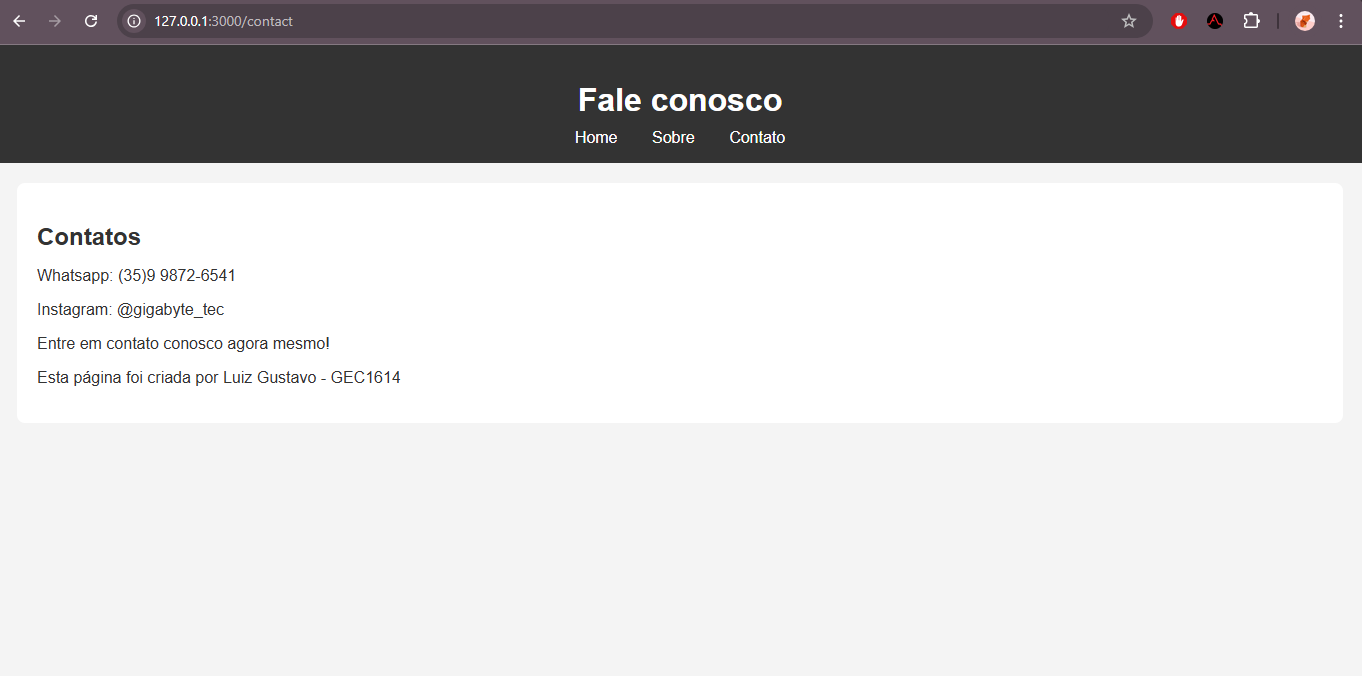 127.0.0.1:3000/contact
Fale conosco
Home Sobre Contato
Contatos
Whatsapp: (35)9 9872-6541
Instagram: @gigabyte_tec
Entre em contato conosco agora mesmo!
Esta página foi criada por Luiz Gustavo - GEC1614